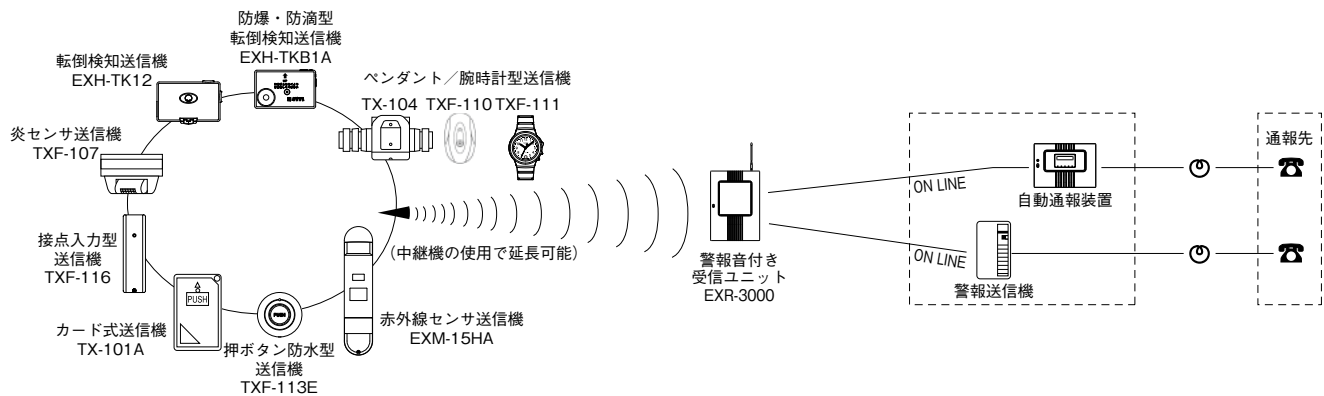 防爆・防滴型
転倒検知送信機
EXH-TKB1A
転倒検知送信機
EXH-TK12
ペンダント／腕時計型送信機
TX-104 TXF-110 TXF-111
炎センサ送信機
TXF-107
接点入力型
送信機
TXF-116
PUSH
カード式送信機
TX-101A
押ボタン防水型
送信機
TXF-113E
赤外線センサ送信機
EXM-15HA
（中継機の使用で延長可能）
警報音付き
受信ユニット
EXR-3000
ON LINE
自動通報装置
ON LINE
警報送信機
通報先